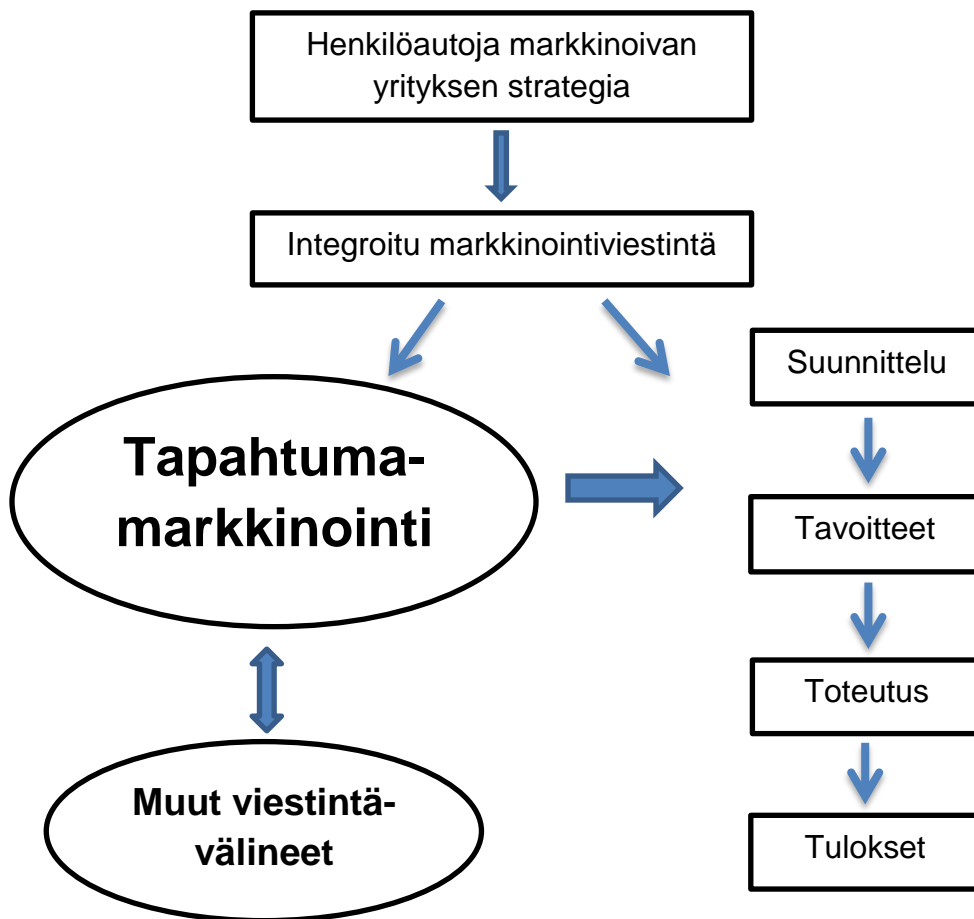 Henkilöautoja markkinoivan
yrityksen strategia
Integroitu markkinointiviestintä
Tapahtuma-
markkinointi
Muut viestintä-
välineet
Suunnittelu
Tavoitteet
Toteutus
Tulokset